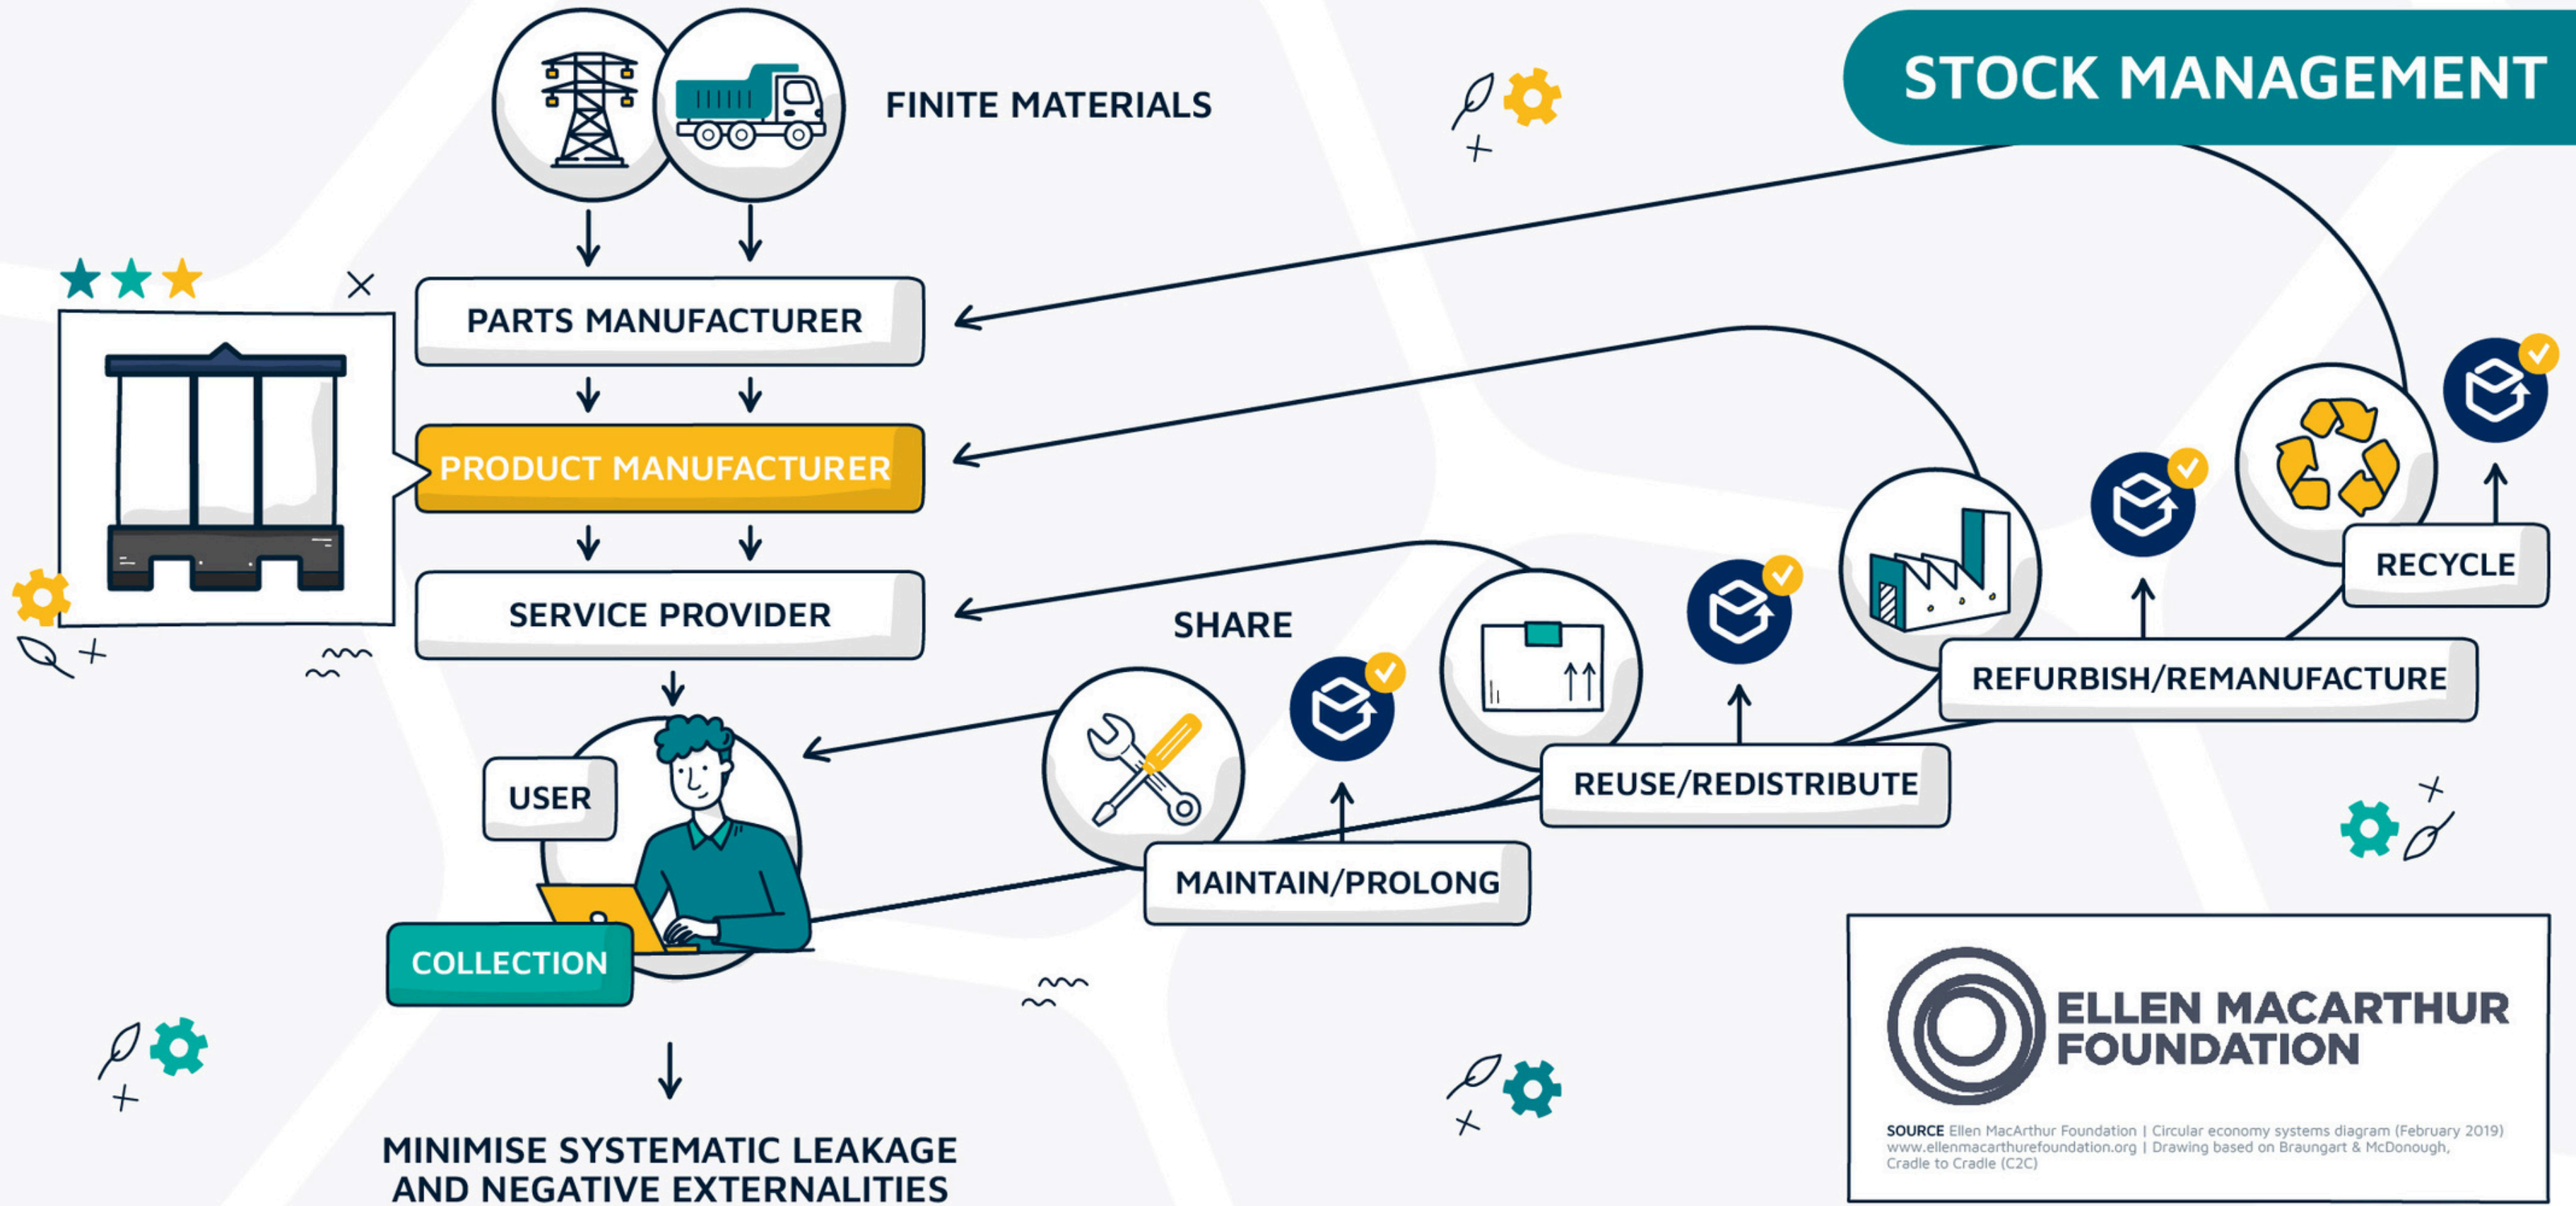 STOCK MANAGEMENT
FINITE MATERIALS
PARTS MANUFACTURER
PRODUCT MANUFACTURER
SERVICE PROVIDER
SHARE
RECYCLE
REFURBISH/REMANUFACTURE
REUSE/REDISTRIBUTE
MAINTAIN/PROLONG
USER
COLLECTION
MINIMISE SYSTEMATIC LEAKAGE
AND NEGATIVE EXTERNALITIES
ELLEN MACARTHUR
FOUNDATION
SOURCE Ellen MacArthur Foundation | Circular economy systems diagram (February 2019)
www.ellenmacarthurefoundation.org | Drawing based on Braungart & McDonough,
Cradle to Cradle (C2C)